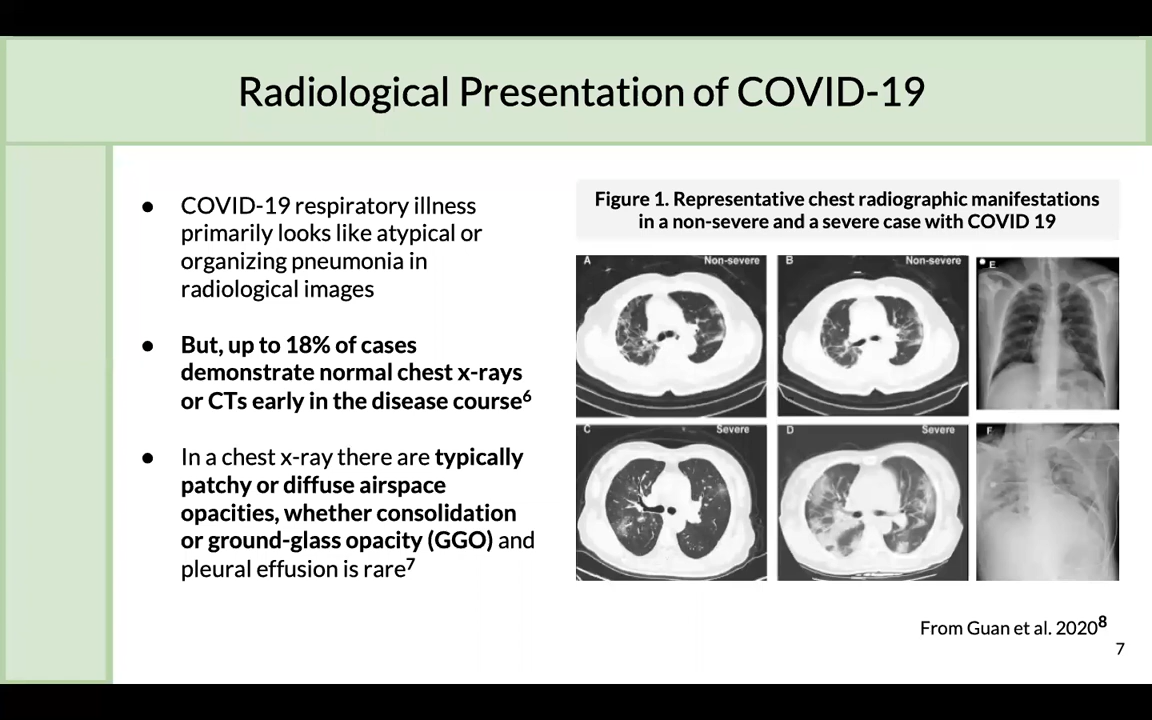 Radiological Presentation of COVID-19
● COVID-19 respiratory illness
primarily looks like atypical or
organizing pneumonia in
radiological images
● But, up to 18% of cases
demonstrate normal chest x-rays
or CTs early in the disease course⁶
● In a chest x-ray there are typically
patchy or diffuse airspace
opacities, whether consolidation
or ground-glass opacity (GGO) and
pleural effusion is rare⁷
Figure 1. Representative chest radiographic manifestations
in a non-severe and a severe case with COVID 19
A Non-severe
B Non-severe
E
C Severe
D Severe
F
From Guan et al. 2020⁸
7